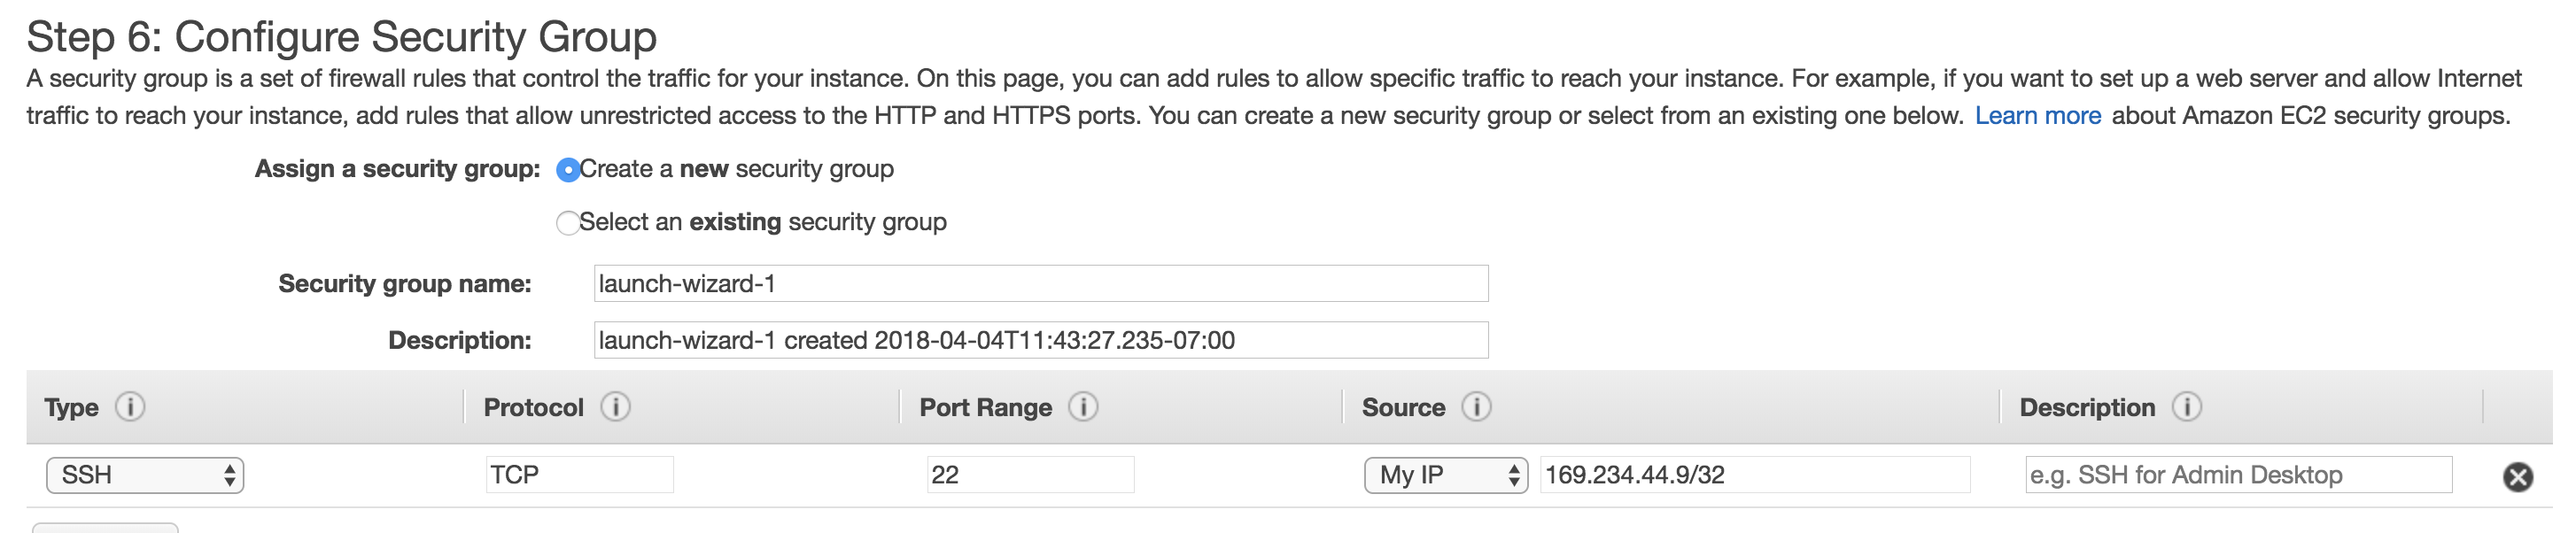 Step 6: Configure Security Group
A security group is a set of firewall rules that control the traffic for your instance. On this page, you can add rules to allow specific traffic to reach your instance. For example, if you want to set up a web server and allow Internet
traffic to reach your instance, add rules that allow unrestricted access to the HTTP and HTTPS ports. You can create a new security group or select from an existing one below. Learn more about Amazon EC2 security groups.
Assign a security group: Create a new security group
Select an existing security group
Security group name: launch-wizard-1
Description: launch-wizard-1 created 2018-04-04T11:43:27.235-07:00
Type Protocol Port Range Source Description
SSH TCP 22 My IP 169.234.44.9/32 e.g. SSH for Admin Desktop